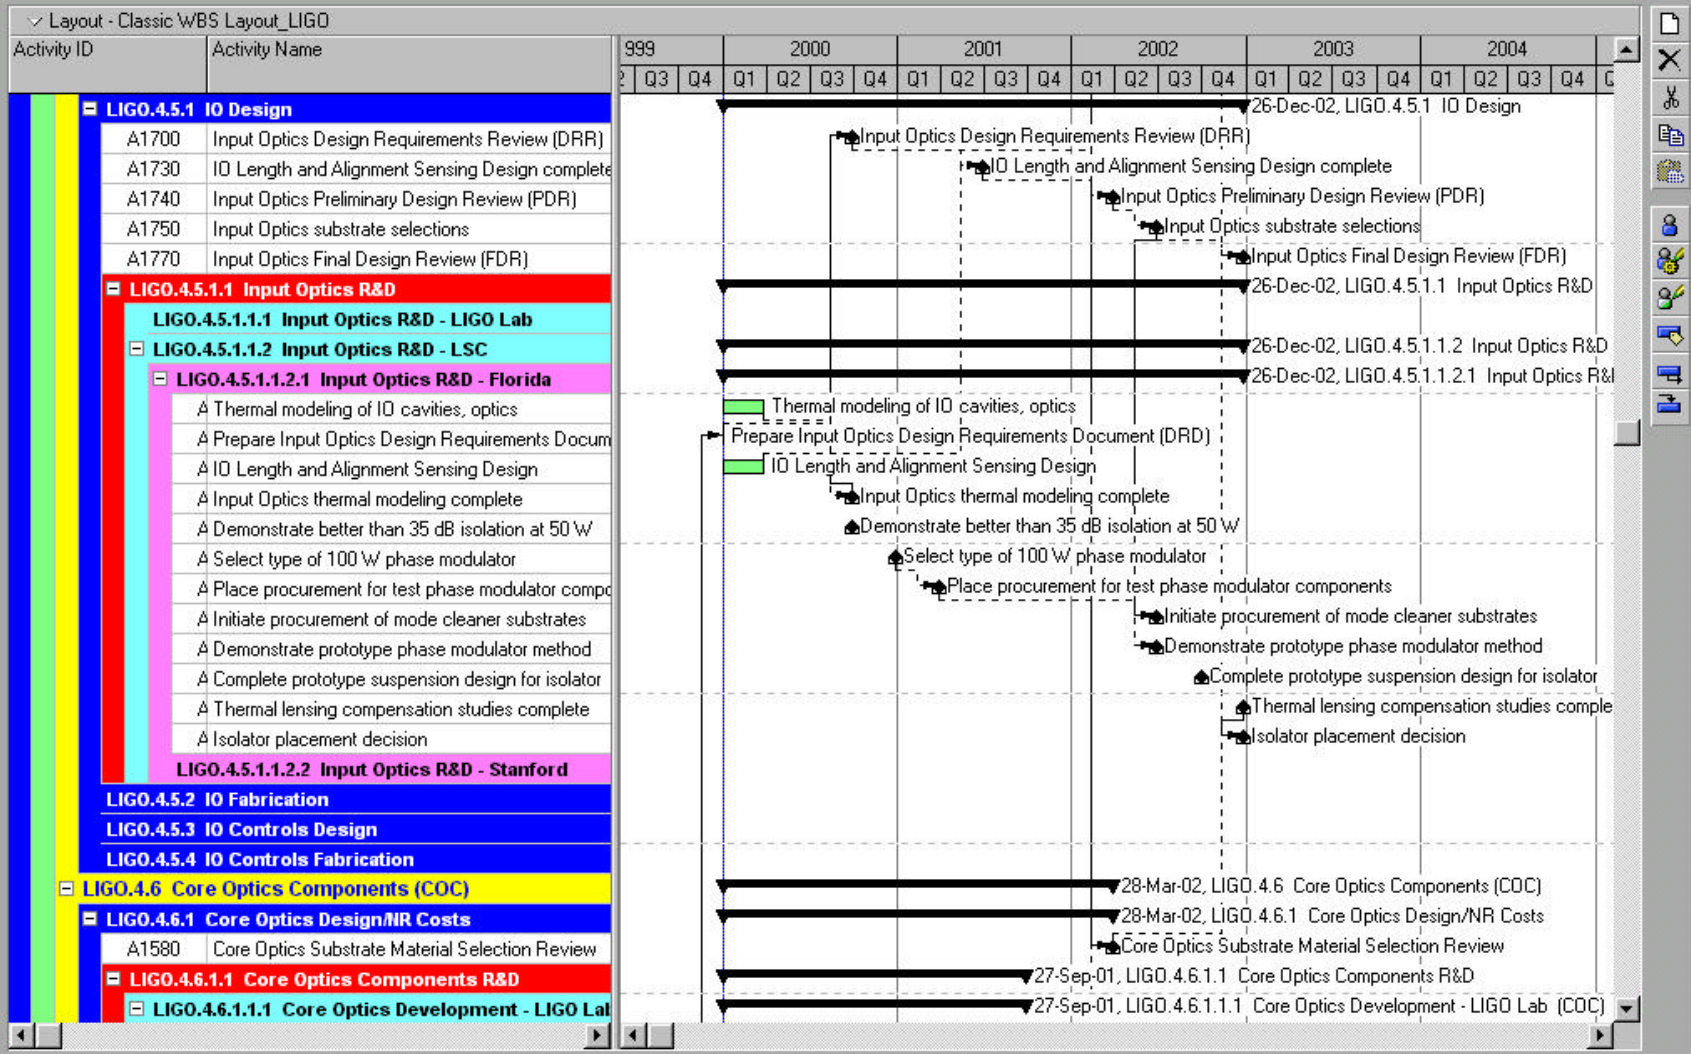 Layout - Classic WBS Layout_LIGO
Activity ID Activity Name 999 2000 2001 2002 2003 2004
Q3 Q4 Q1 Q2 Q3 Q4 Q1 Q2 Q3 Q4 Q1 Q2 Q3 Q4 Q1 Q2 Q3 Q4 Q1 Q2 Q3 Q4
LIGO.4.5.1 IO Design 26-Dec-02, LIGO.4.5.1 IO Design
A1700 Input Optics Design Requirements Review (DRR) Input Optics Design Requirements Review (DRR)
A1730 IO Length and Alignment Sensing Design complete IO Length and Alignment Sensing Design complete
A1740 Input Optics Preliminary Design Review (PDR) Input Optics Preliminary Design Review (PDR)
A1750 Input Optics substrate selections Input Optics substrate selections
A1770 Input Optics Final Design Review (FDR) Input Optics Final Design Review (FDR)
LIGO.4.5.1.1 Input Optics R&D 26-Dec-02, LIGO.4.5.1.1 Input Optics R&D
LIGO.4.5.1.1.1 Input Optics R&D - LIGO Lab
LIGO.4.5.1.1.2 Input Optics R&D - LSC 26-Dec-02, LIGO.4.5.1.1.2 Input Optics R&D
LIGO.4.5.1.1.2.1 Input Optics R&D - Florida 26-Dec-02, LIGO.4.5.1.1.2.1 Input Optics R&
A Thermal modeling of IO cavities, optics Thermal modeling of IO cavities, optics
A Prepare Input Optics Design Requirements Docum Prepare Input Optics Design Requirements Document (DRD)
A IO Length and Alignment Sensing Design IO Length and Alignment Sensing Design
A Input Optics thermal modeling complete Input Optics thermal modeling complete
A Demonstrate better than 35 dB isolation at 50 W Demonstrate better than 35 dB isolation at 50 W
A Select type of 100 W phase modulator Select type of 100 W phase modulator
A Place procurement for test phase modulator compo Place procurement for test phase modulator components
A Initiate procurement of mode cleaner substrates Initiate procurement of mode cleaner substrates
A Demonstrate prototype phase modulator method Demonstrate prototype phase modulator method
A Complete prototype suspension design for isolator Complete prototype suspension design for isolator
A Thermal lensing compensation studies complete Thermal lensing compensation studies comple
A Isolator placement decision Isolator placement decision
LIGO.4.5.1.1.2.2 Input Optics R&D - Stanford
LIGO.4.5.2 IO Fabrication
LIGO.4.5.3 IO Controls Design
LIGO.4.5.4 IO Controls Fabrication
LIGO.4.6 Core Optics Components (COC) 28-Mar-02, LIGO.4.6 Core Optics Components (COC)
LIGO.4.6.1 Core Optics Design/NR Costs 28-Mar-02, LIGO.4.6.1 Core Optics Design/NR Costs
A1580 Core Optics Substrate Material Selection Review Core Optics Substrate Material Selection Review
LIGO.4.6.1.1 Core Optics Components R&D 27-Sep-01, LIGO.4.6.1.1 Core Optics Components R&D
LIGO.4.6.1.1.1 Core Optics Development - LIGO Lal 27-Sep-01, LIGO.4.6.1.1.1 Core Optics Development - LIGO Lab (COC)